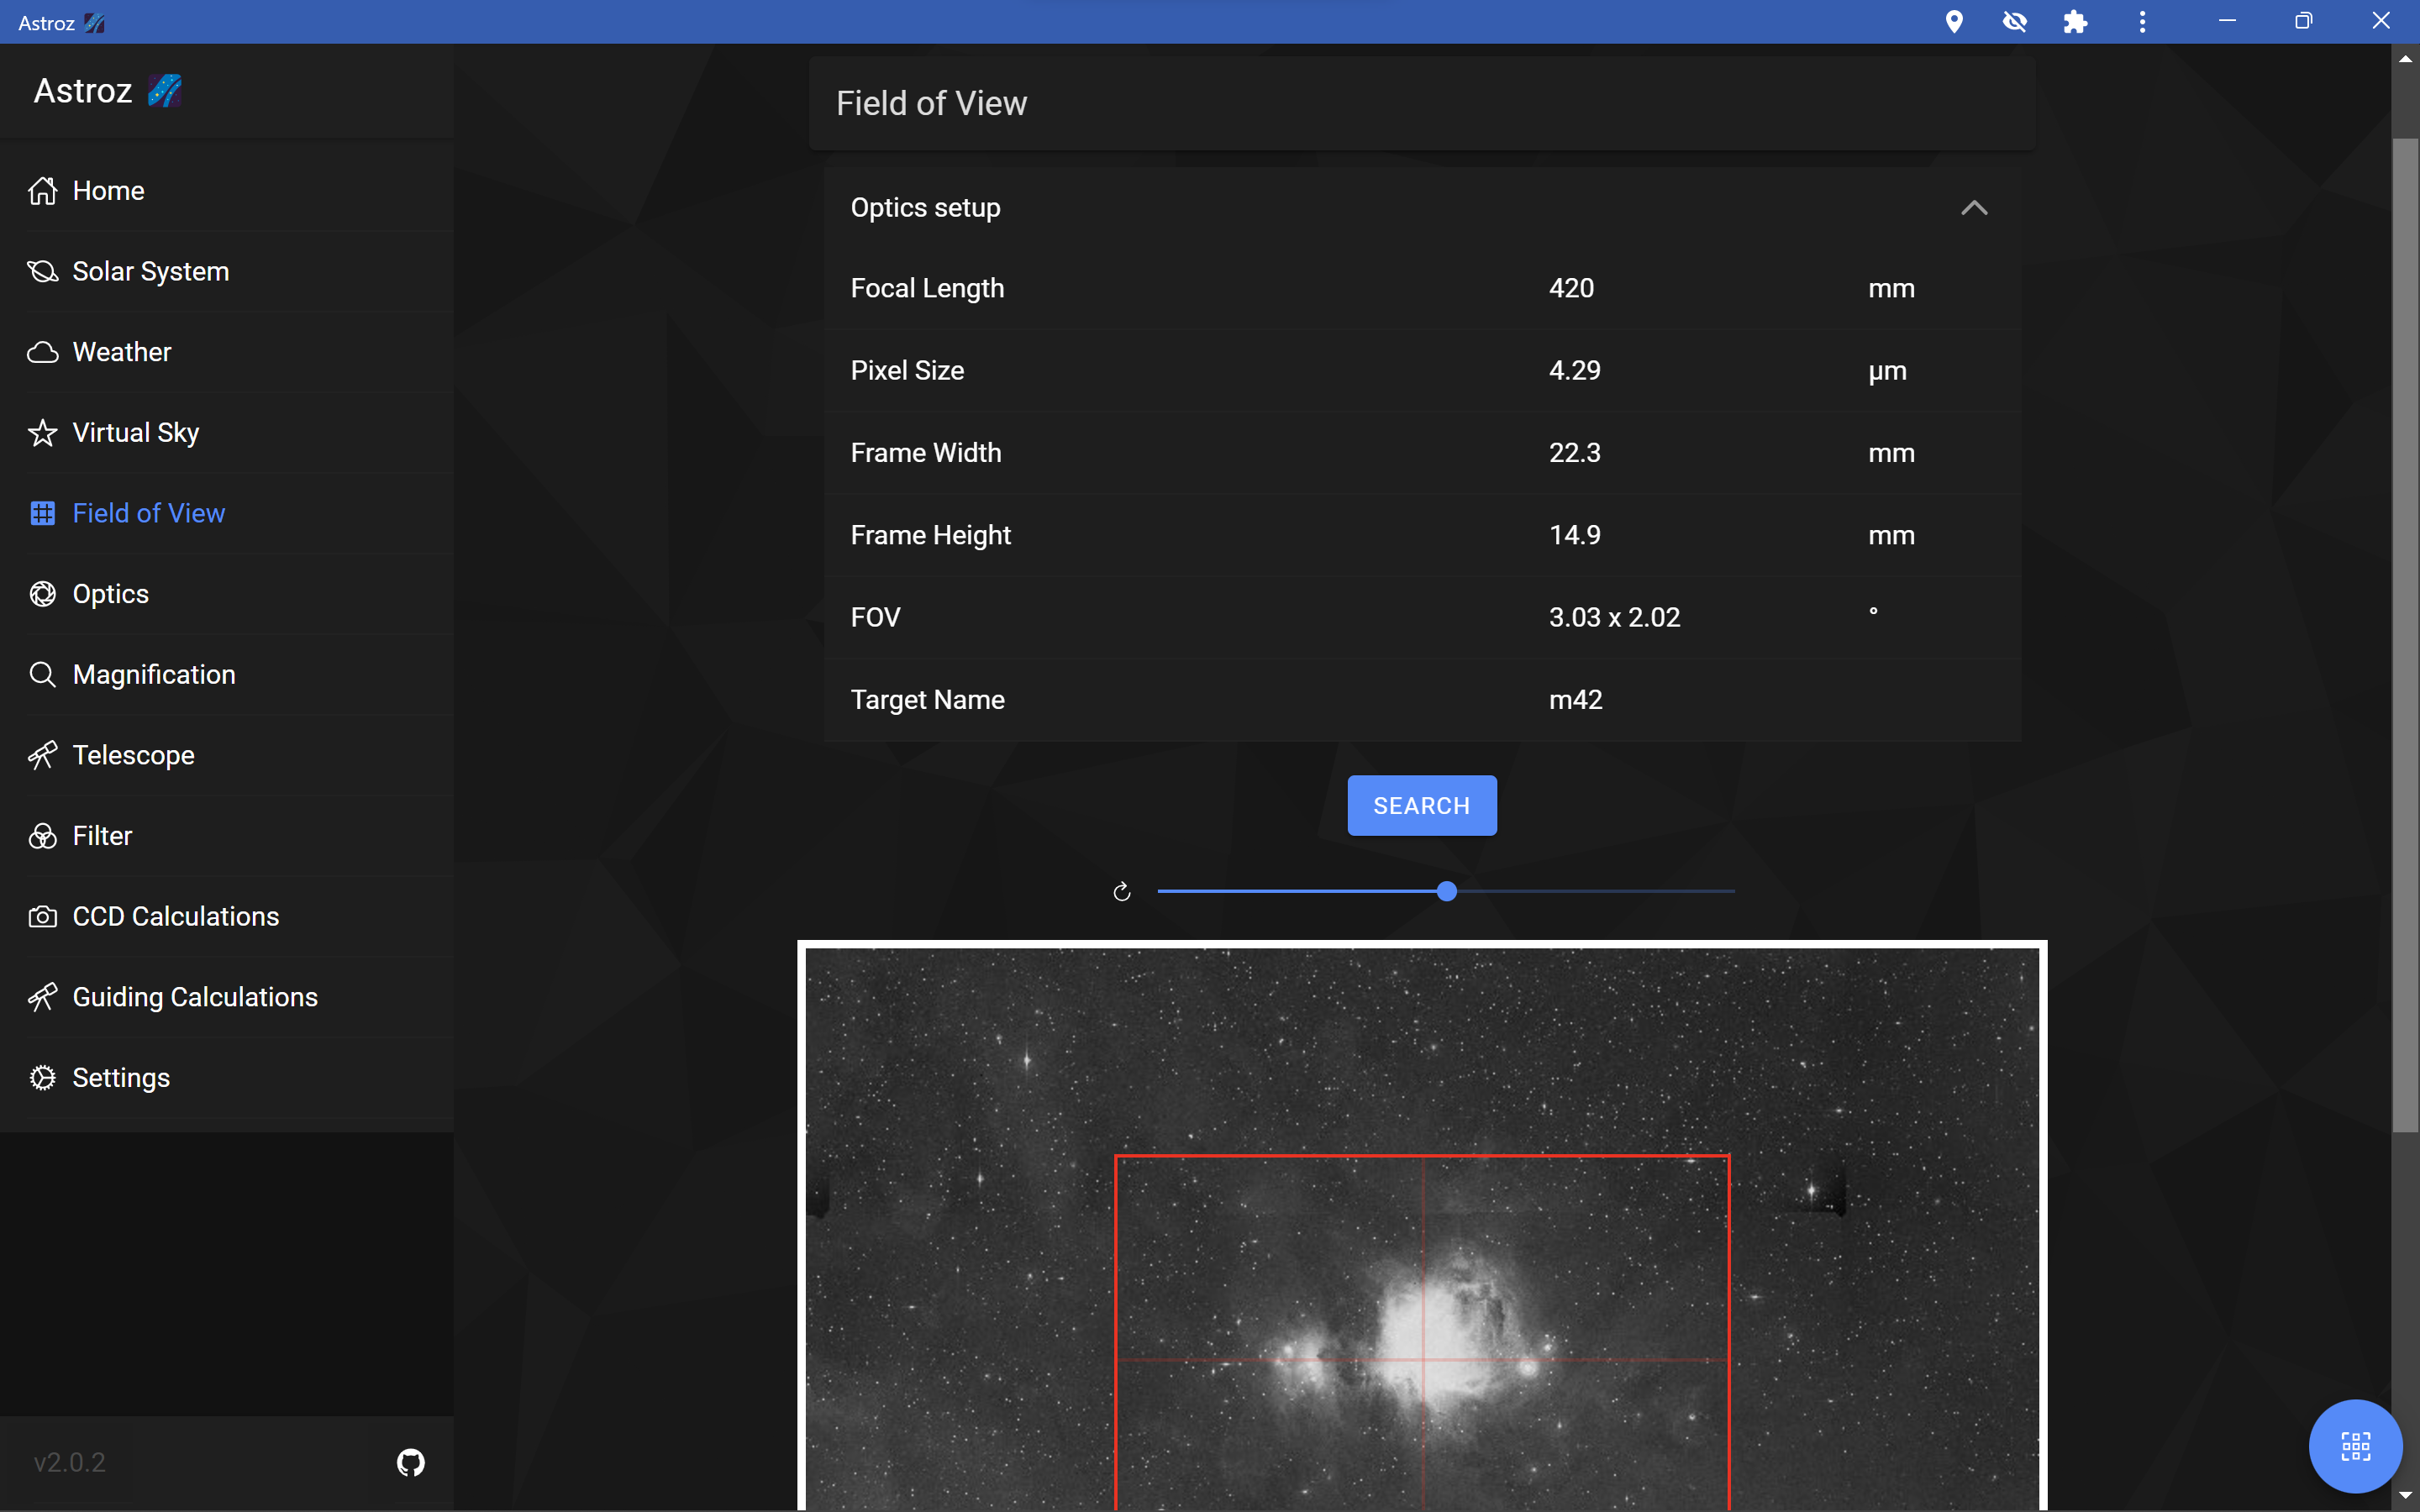 Astroz
Astroz
Home
Solar System
Weather
Virtual Sky
Field of View
Optics
Magnification
Telescope
Filter
CCD Calculations
Guiding Calculations
Settings
v2.0.2
Field of View
Optics setup
Focal Length 420 mm
Pixel Size 4.29 µm
Frame Width 22.3 mm
Frame Height 14.9 mm
FOV 3.03 x 2.02 °
Target Name m42
SEARCH